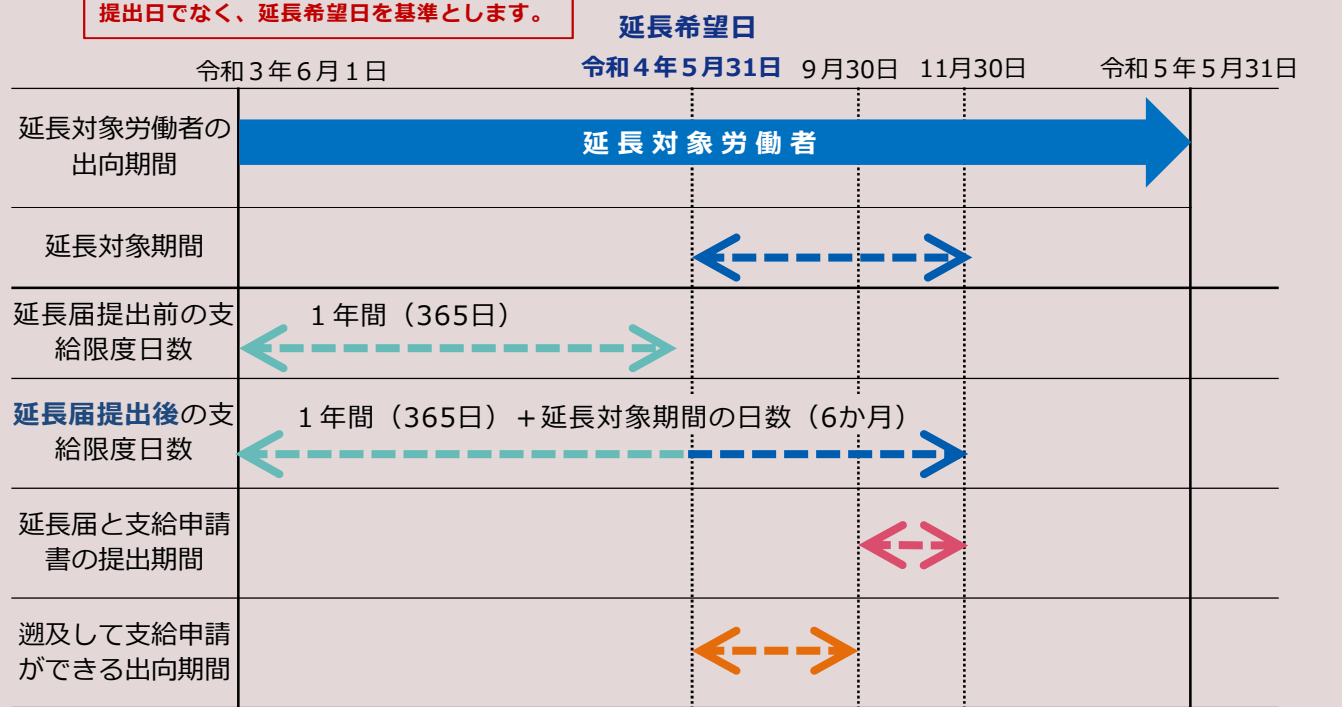 提出日でなく、延長希望日を基準とします。
延長希望日
令和３年６月１日
令和４年５月31日
９月30日
11月30日
令和５年５月31日
延長対象労働者の
出向期間
延長対象労働者
延長対象期間
延長届提出前の支
給限度日数
１年間（365日）
延長届提出後の支
給限度日数
１年間（365日）＋延長対象期間の日数（6か月）
延長届と支給申請
書の提出期間
遡及して支給申請
ができる出向期間